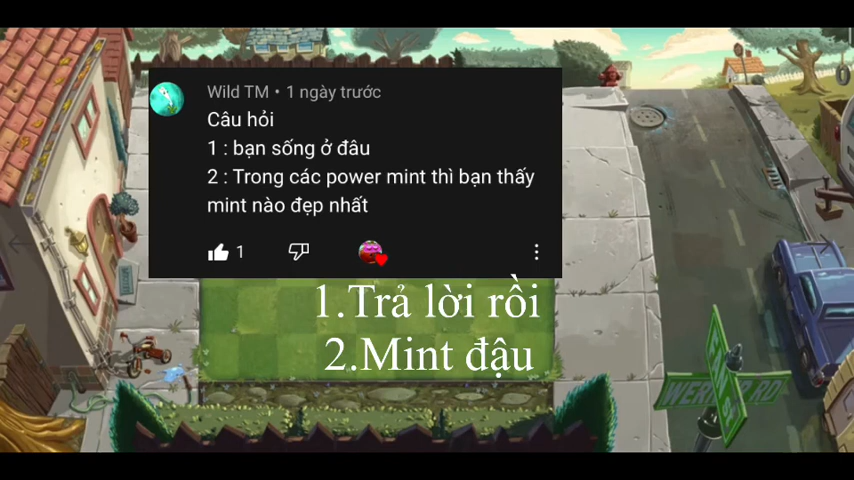 Wild TM • 1 ngày trước
Câu hỏi
1 : bạn sống ở đâu
2 : Trong các power mint thì bạn thấy
mint nào đẹp nhất
1
1.Trả lời rồi
2.Mint đậu